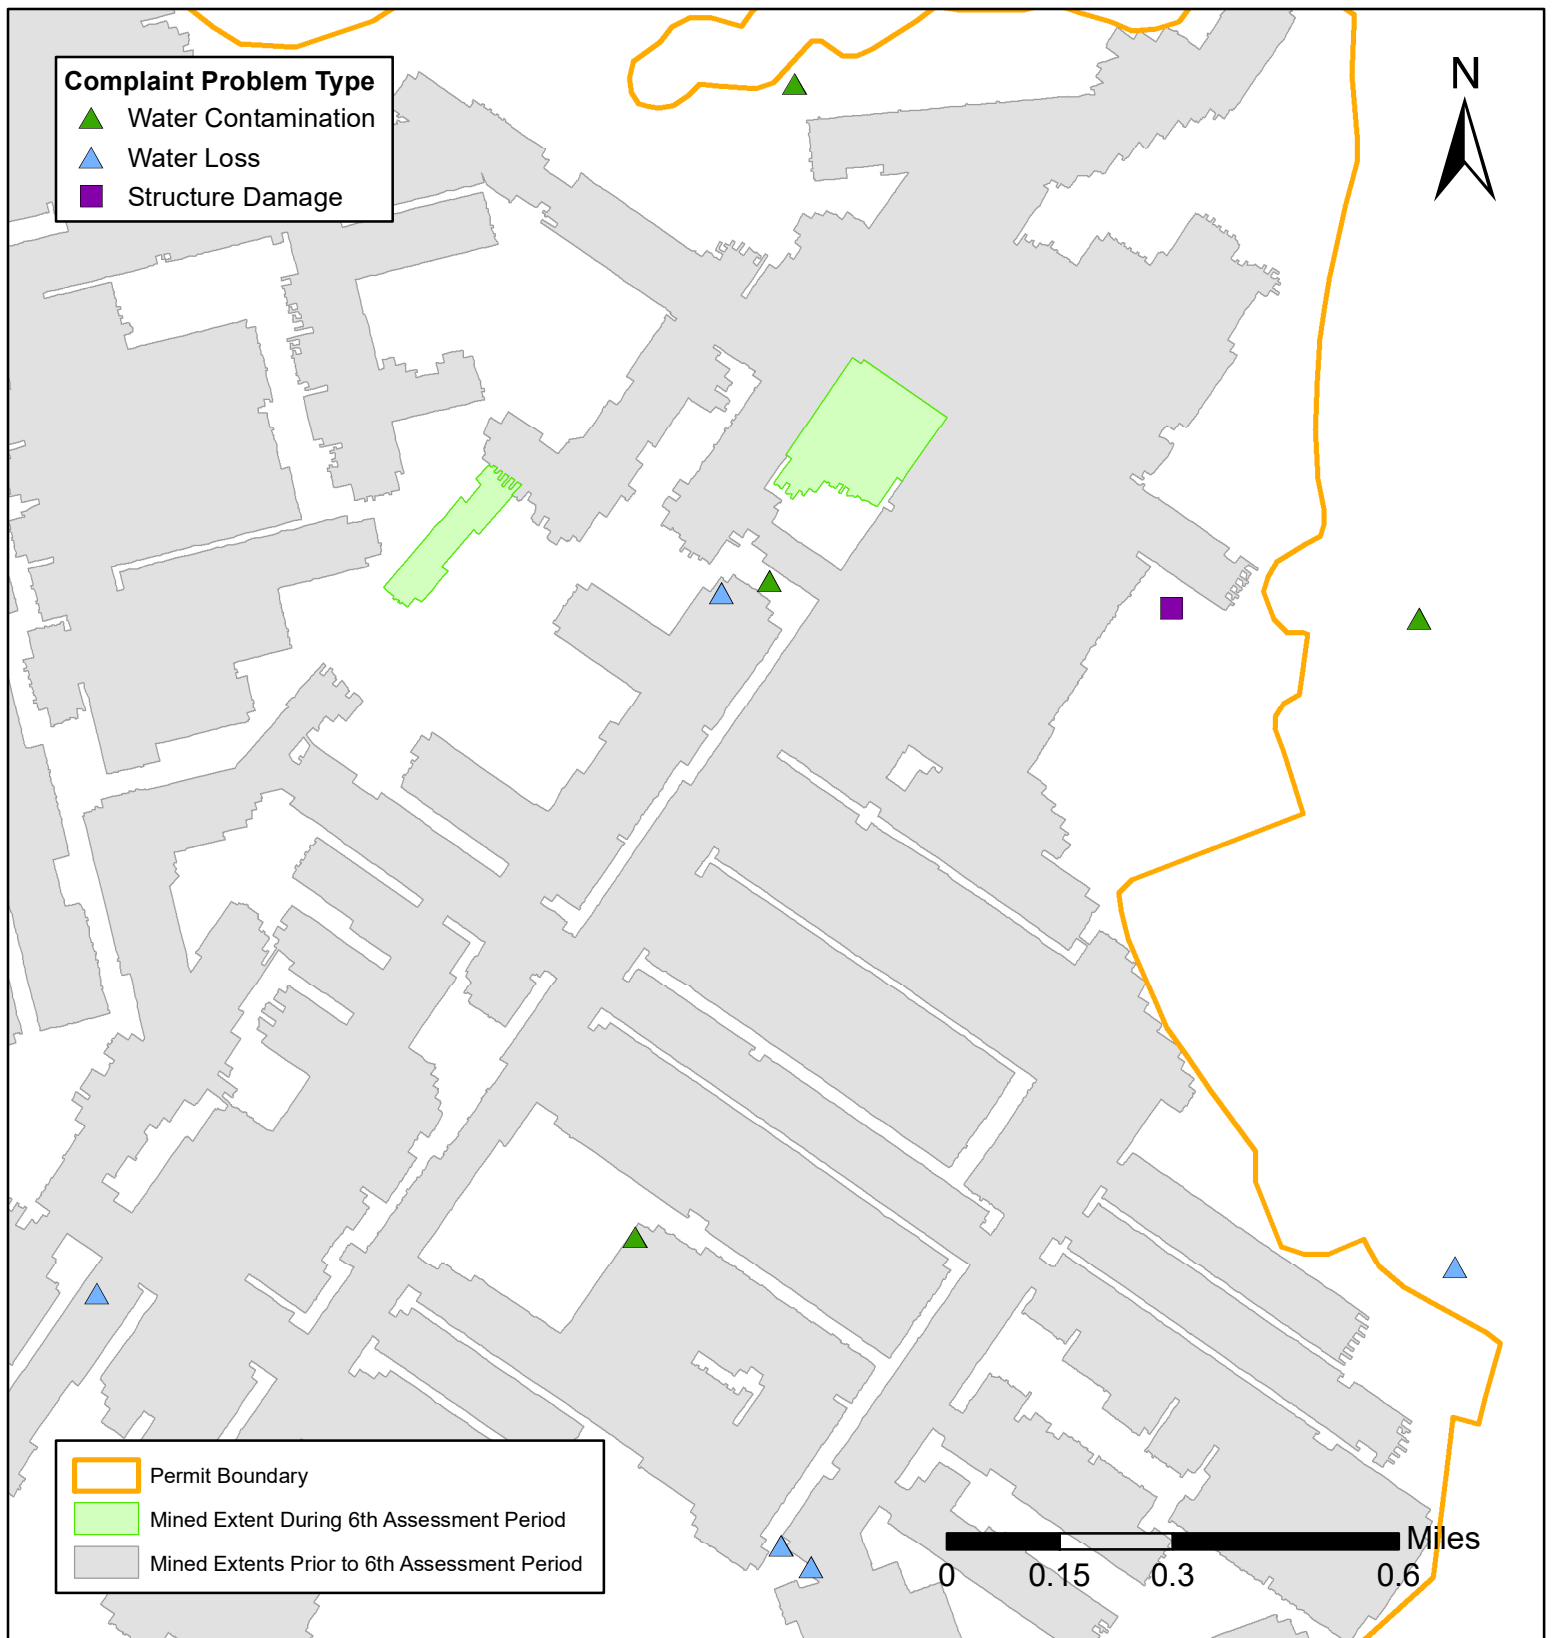 Complaint Problem Type
Water Contamination
Water Loss
Structure Damage
N
Permit Boundary
Mined Extent During 6th Assessment Period
Mined Extents Prior to 6th Assessment Period
Miles
0 0.15 0.3 0.6